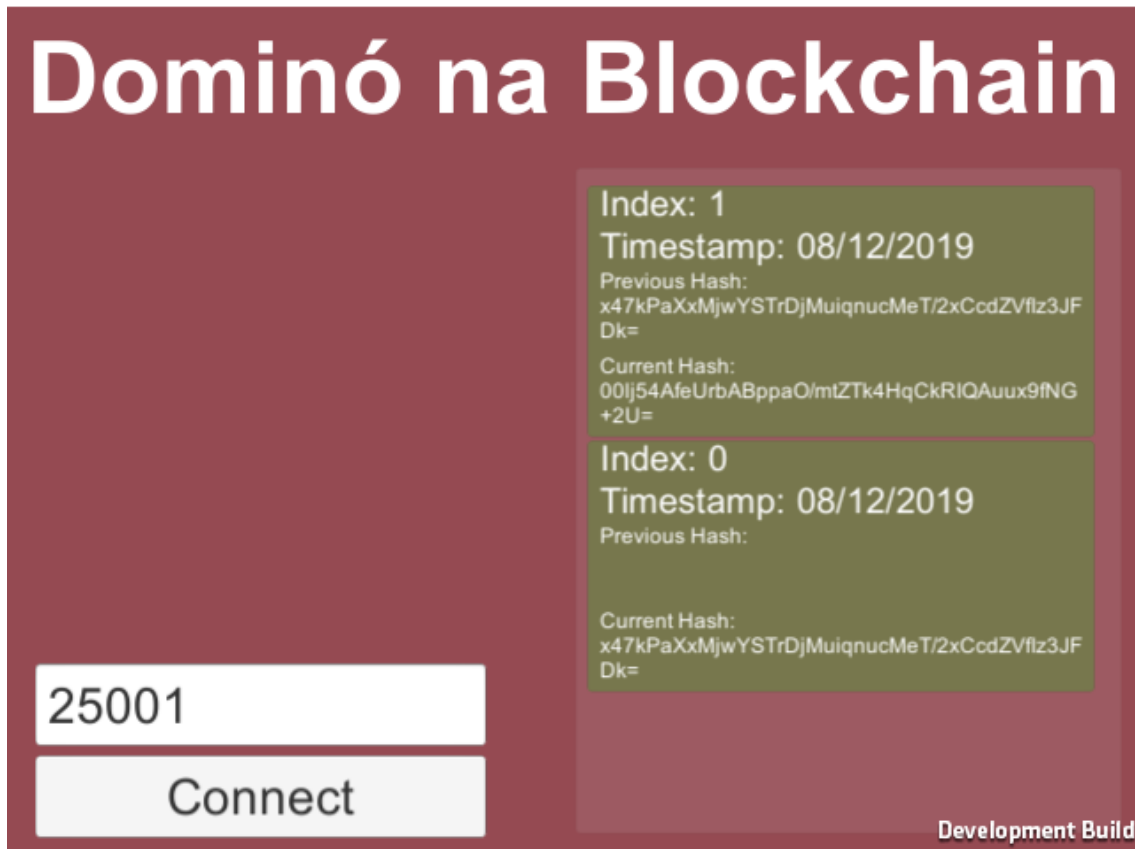 Dominó na Blockchain
Index: 1
Timestamp: 08/12/2019
Previous Hash:
x47kPaXxMjwYSTrDjMuiqnucMeT/2xCcdZVflz3JF
Dk=
Current Hash:
00Ij54AfeUrbABppaO/mtZTk4HqCkRIQAuux9fNG
+2U=
Index: 0
Timestamp: 08/12/2019
Previous Hash:
Current Hash:
x47kPaXxMjwYSTrDjMuiqnucMeT/2xCcdZVflz3JF
Dk=
25001
Connect
Development Build